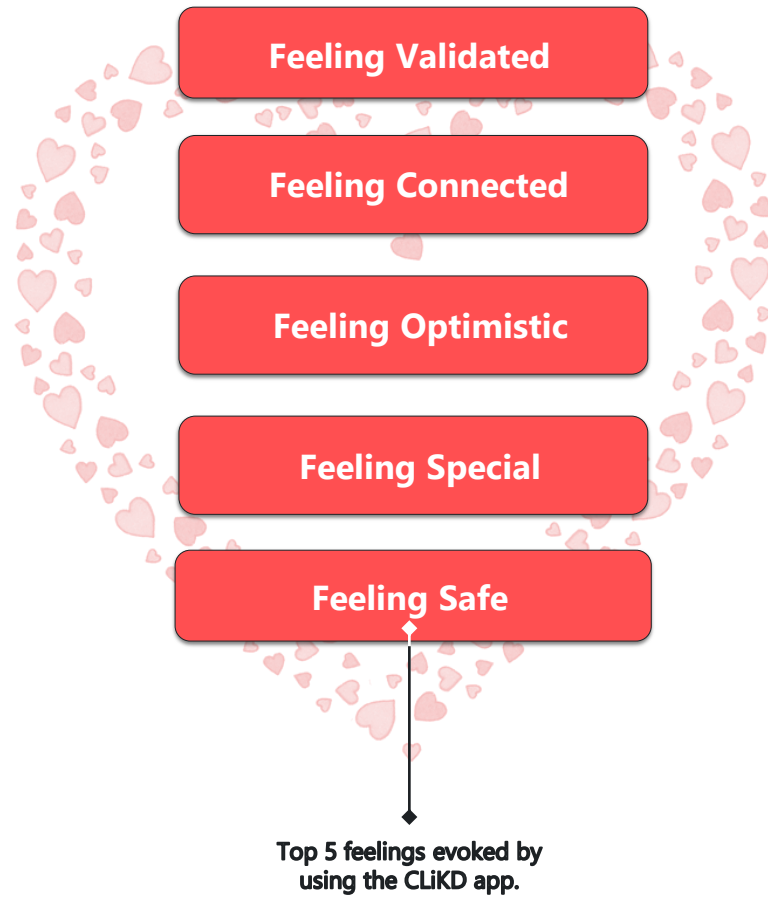 Feeling Validated
Feeling Connected
Feeling Optimistic
Feeling Special
Feeling Safe
Top 5 feelings evoked by
using the CLiKD app.